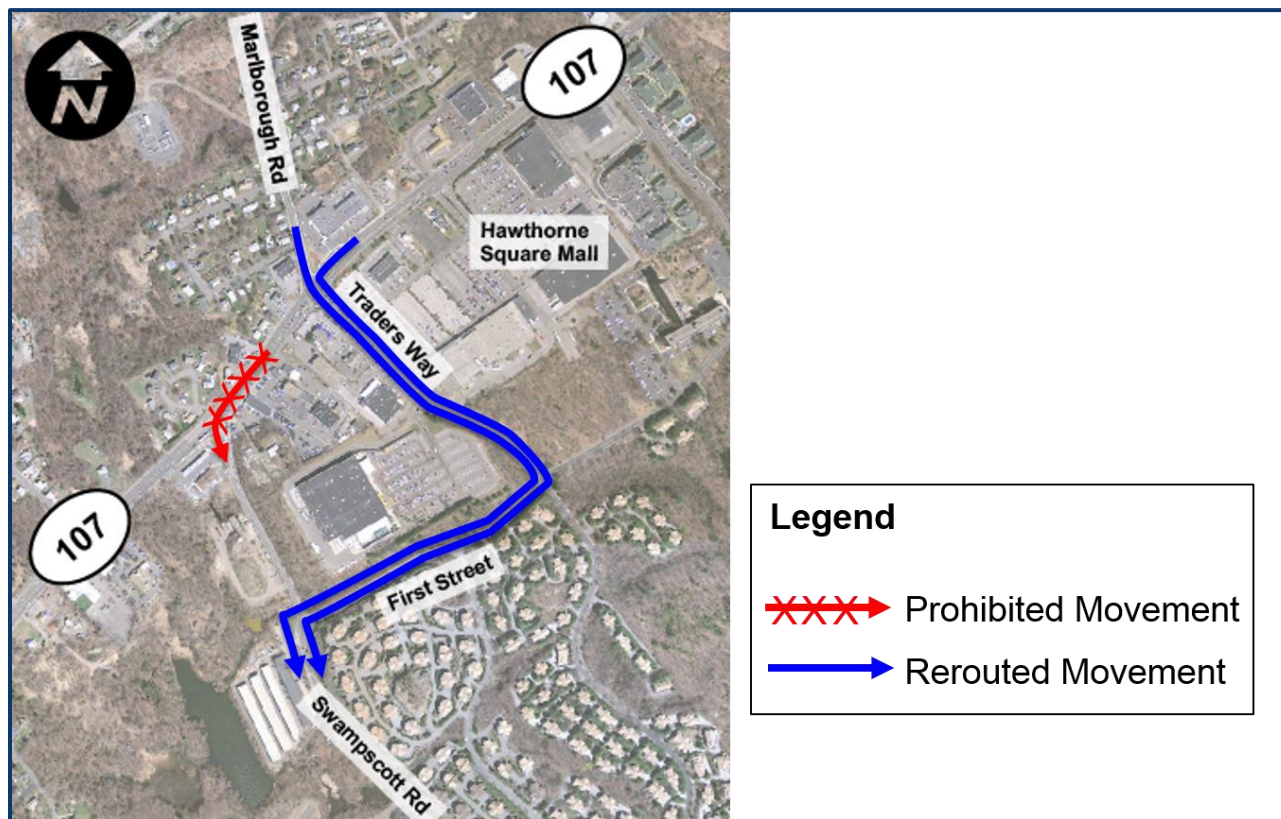 N
Marlborough Rd
107
Hawthorne
Square Mall
Traders Way
107
First Street
Swampscott Rd
Legend
Prohibited Movement
Rerouted Movement